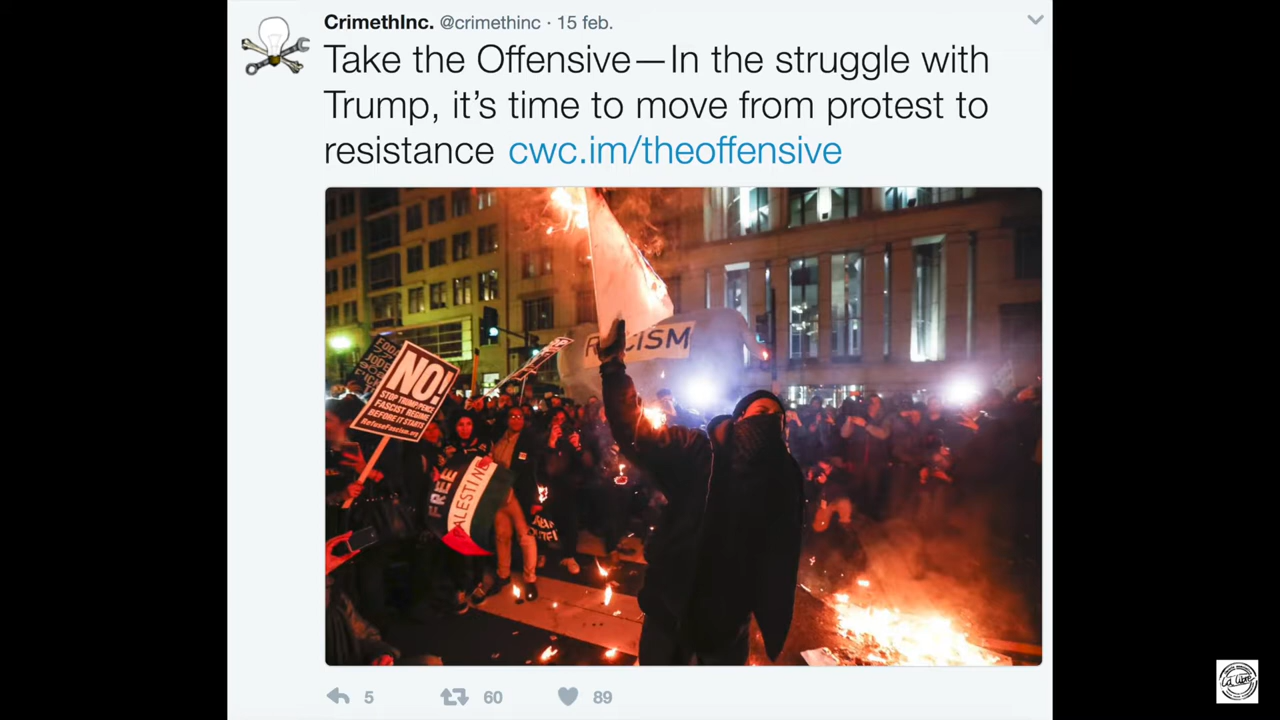 CrimethInc. @crimethinc · 15 feb.
Take the Offensive—In the struggle with
Trump, it's time to move from protest to
resistance cwc.im/theoffensive
NO!
STOP TRUMP/PENCE
FASCIST REGIME
BEFORE IT STARTS
RefuseFascism.org
FREE
PALESTINE
5 60 89